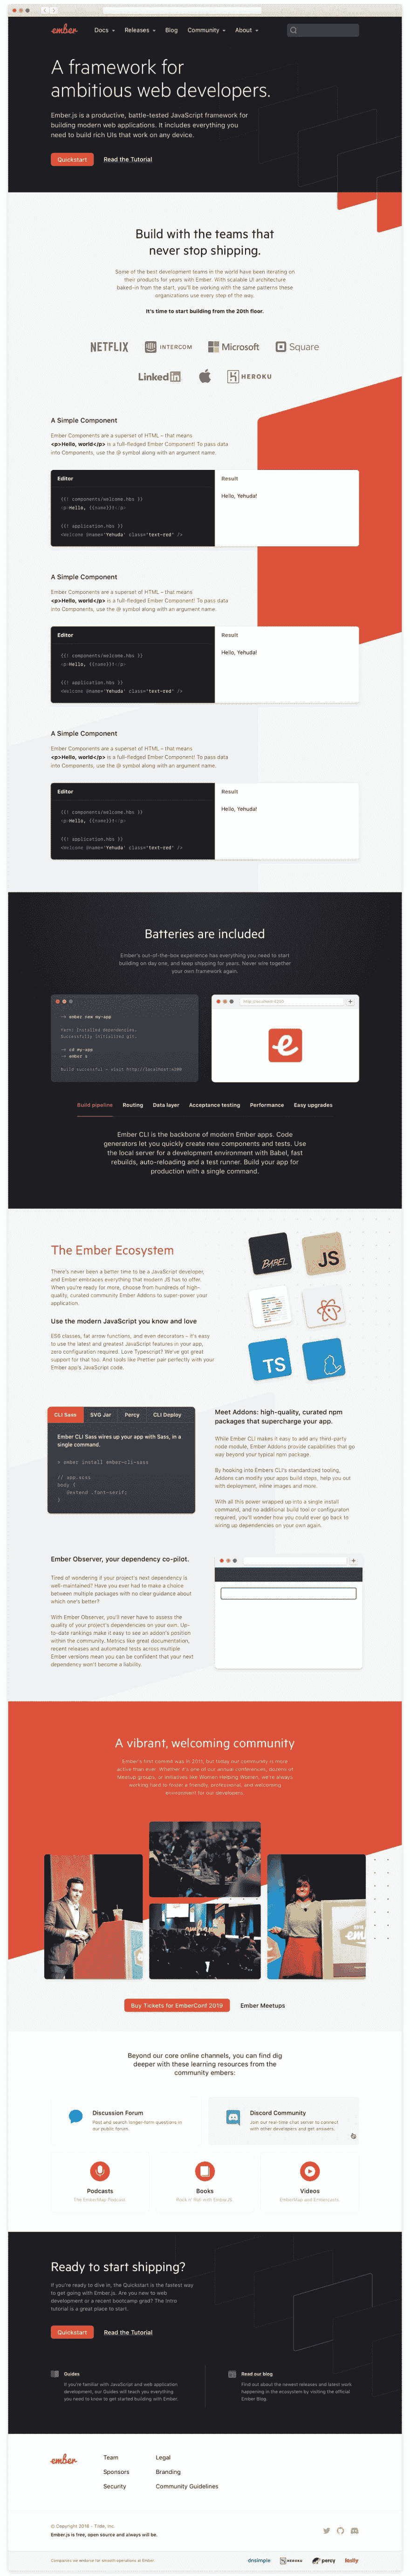 ember Docs Releases Blog Community About
A framework for
ambitious web developers.
Ember.js is a productive, battle-tested JavaScript framework for
building modern web applications. It includes everything you
need to build rich UIs that work on any device.
Quickstart Read the Tutorial
Build with the teams that
never stop shipping.
Some of the best development teams in the world have been iterating on
their products for years with Ember. With scalable UI architecture
baked-in from the start, you'll be working with the same patterns these
organizations use every step of the way.
It's time to start building from the 20th floor.
NETFLIX INTERCOM Microsoft Square
LinkedIn HEROKU
A Simple Component
Ember Components are a superset of HTML – that means
<p>Hello, world</p> is a full-fledged Ember Component! To pass data
into Components, use the @ symbol along with an argument name.
Editor Result
{{! components/welcome.hbs }}
Hello, Yehuda!
<p>Hello, {{name}}!</p>
{{! application.hbs }}
<Welcome @name='Yehuda' class='text-red' />
A Simple Component
Ember Components are a superset of HTML – that means
<p>Hello, world</p> is a full-fledged Ember Component! To pass data
into Components, use the @ symbol along with an argument name.
Editor Result
{{! components/welcome.hbs }}
Hello, Yehuda!
<p>Hello, {{name}}!</p>
{{! application.hbs }}
<Welcome @name='Yehuda' class='text-red' />
A Simple Component
Ember Components are a superset of HTML – that means
<p>Hello, world</p> is a full-fledged Ember Component! To pass data
into Components, use the @ symbol along with an argument name.
Editor Result
{{! components/welcome.hbs }}
Hello, Yehuda!
<p>Hello, {{name}}!</p>
{{! application.hbs }}
<Welcome @name='Yehuda' class='text-red' />
Batteries are included
Ember's out-of-the-box experience has everything you need to start
building on day one, and keep shipping for years. Never wire together
your own framework again.
~> ember new my-app
Yarn: Installed dependencies.
Successfully initialized git.
~> cd my-app
~> ember s
Build successful – visit http://localhost:4200
http://localhost:4200 +
e
Build pipeline Routing Data layer Acceptance testing Performance Easy upgrades
Ember CLI is the backbone of modern Ember apps. Code
generators let you quickly create new components and tests. Use
the local server for a development environment with Babel, fast
rebuilds, auto-reloading and a test runner. Build your app for
production with a single command.
The Ember Ecosystem
There's never been a better time to be a JavaScript developer,
and Ember embraces everything that modern JS has to offer.
When you're ready for more, choose from hundreds of high-
quality, curated community Ember Addons to super-power your
application.
Use the modern JavaScript you know and love
ES6 classes, fat arrow functions, and even decorators – it's easy
to use the latest and greatest JavaScript features in your app,
zero configuration required. Love Typescript? We've got great
support for that too. And tools like Prettier pair perfectly with your
Ember app's JavaScript code.
BABEL JS
TS
CLI Sass SVG Jar Percy CLI Deploy
Ember CLI Sass wires up your app with Sass, in a
single command.
> ember install ember-cli-sass
// app.scss
body {
@extend .font-serif;
}
Meet Addons: high-quality, curated npm
packages that supercharge your app.
While Ember CLI makes it easy to add any third-party
node module, Ember Addons provide capabilities that go
way beyond your typical npm package.
By hooking into Embers CLI's standardized tooling,
Addons can modify your apps build steps, help you out
with deployment, inline images and more.
With all this power wrapped up into a single install
command, and no additional build tool or configuraton
required, you'll wonder how you could ever go back to
wiring up dependencies on your own again.
Ember Observer, your dependency co-pilot.
Tired of wondering if your project's next dependency is
well-maintained? Have you ever had to make a choice
between multiple packages with no clear guidance about
which one's better?
With Ember Observer, you'll never have to assess the
quality of your project's dependencies on your own. Up-
to-date rankings make it easy to see an addon's position
within the community. Metrics like great documentation,
recent releases and automated tests across multiple
Ember versions mean you can be confident that your next
dependency won't become a liability.
+
A vibrant, welcoming community
Ember's first commit was in 2011, but today our community is more
active than ever. Whether it's one of our annual conferences, dozens of
Meetup groups, or initiatives like Women Helping Women, we're always
working hard to foster a friendly, professional, and welcoming
environment for our developers.
Buy Tickets for EmberConf 2019 Ember Meetups
Beyond our core online channels, you can find dig
deeper with these learning resources from the
community embers:
Discussion Forum
Post and search longer-term questions in
our public forum.
Discord Community
Join our real-time chat server to connect
with other developers and get answers.
Podcasts
The EmberMap Podcast
Books
Rock n' Roll with EmberJS
Videos
EmberMap and Embercasts
Ready to start shipping?
If you're ready to dive in, the Quickstart is the fastest way
to get going with Ember.js. Are you new to web
development or a recent bootcamp grad? The intro
tutorial is a great place to start.
Quickstart Read the Tutorial
Guides
If you're familiar with JavaScript and web application
development, our Guides will teach you everything
you need to know to get started building with Ember.
Read our blog
Find out about the newest releases and latest work
happening in the ecosystem by visiting the official
Ember Blog.
ember
Team Legal
Sponsors Branding
Security Community Guidelines
© Copyright 2018 - Tilde, Inc.
Ember.js is free, open source and always will be.
dnsimple HEROKU percy fastly